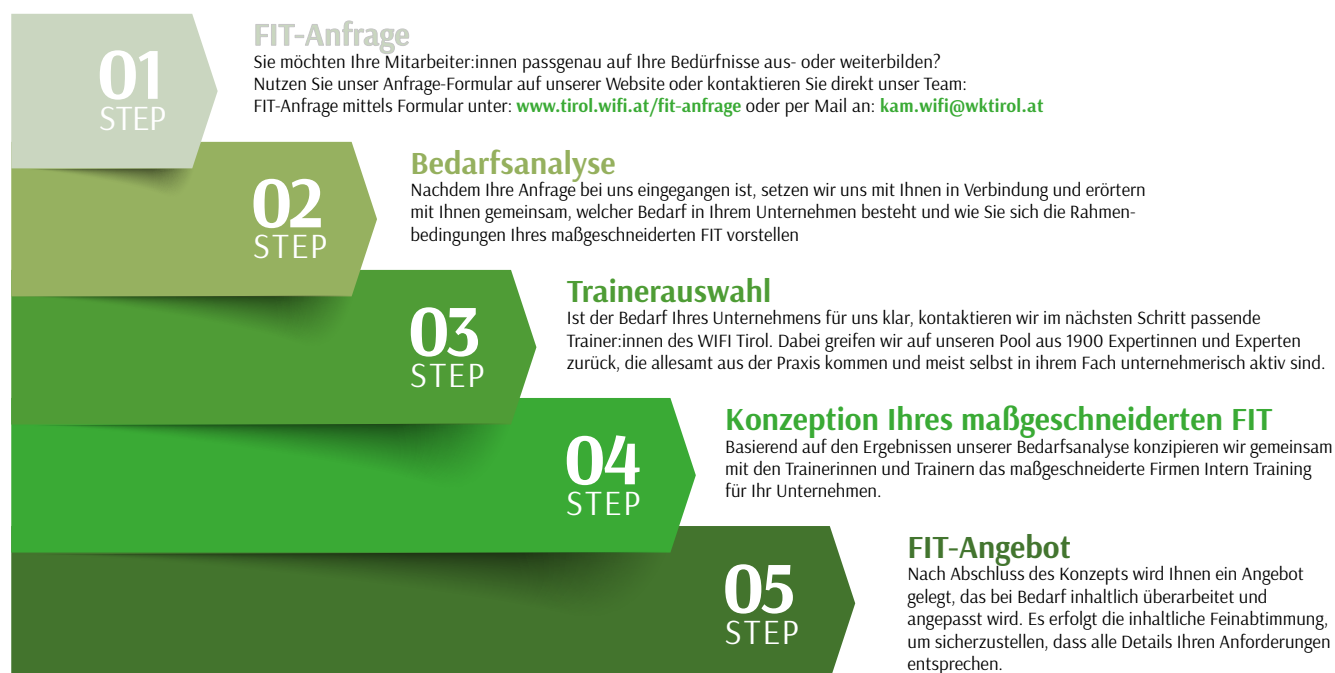 01
STEP
FIT-Anfrage
Sie möchten Ihre Mitarbeiter:innen passgenau auf Ihre Bedürfnisse aus- oder weiterbilden?
Nutzen Sie unser Anfrage-Formular auf unserer Website oder kontaktieren Sie direkt unser Team:
FIT-Anfrage mittels Formular unter: www.tirol.wifi.at/fit-anfrage oder per Mail an: kam.wifi@wktirol.at
02
STEP
Bedarfsanalyse
Nachdem Ihre Anfrage bei uns eingegangen ist, setzen wir uns mit Ihnen in Verbindung und erörtern
mit Ihnen gemeinsam, welcher Bedarf in Ihrem Unternehmen besteht und wie Sie sich die Rahmen-
bedingungen Ihres maßgeschneiderten FIT vorstellen
03
STEP
Trainerauswahl
Ist der Bedarf Ihres Unternehmens für uns klar, kontaktieren wir im nächsten Schritt passende
Trainer:innen des WIFI Tirol. Dabei greifen wir auf unseren Pool aus 1900 Expertinnen und Experten
zurück, die allesamt aus der Praxis kommen und meist selbst in ihrem Fach unternehmerisch aktiv sind.
04
STEP
Konzeption Ihres maßgeschneiderten FIT
Basierend auf den Ergebnissen unserer Bedarfsanalyse konzipieren wir gemeinsam
mit den Trainerinnen und Trainern das maßgeschneiderte Firmen Intern Training
für Ihr Unternehmen.
05
STEP
FIT-Angebot
Nach Abschluss des Konzepts wird Ihnen ein Angebot
gelegt, das bei Bedarf inhaltlich überarbeitet und
angepasst wird. Es erfolgt die inhaltliche Feinabtimmung,
um sicherzustellen, dass alle Details Ihren Anforderungen
entsprechen.